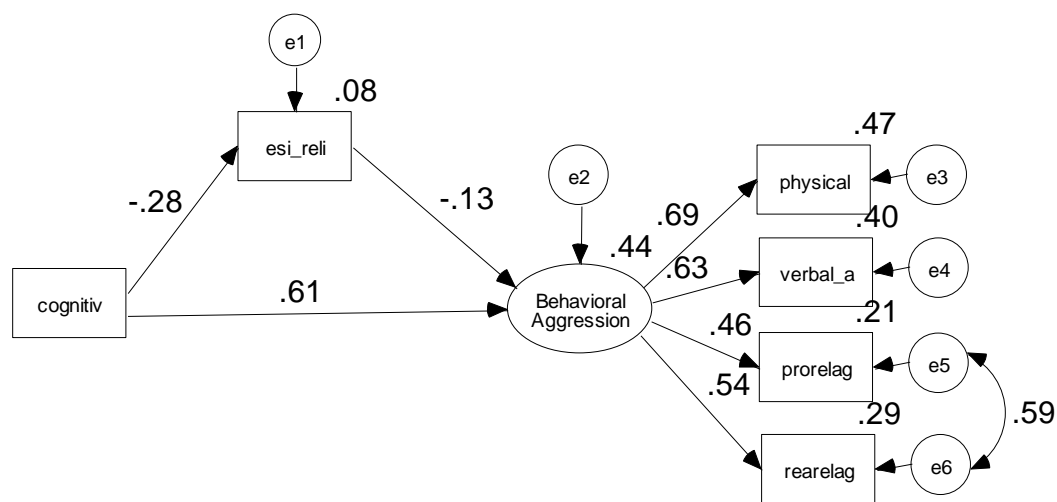 e1
.08
esi_reli
-.28
-.13
cognitiv
.61
e2
.44
Behavioral
Aggression
.69
.63
.46
.54
.47
physical
e3
.40
verbal_a
e4
.21
prorelag
e5
.29
rearelag
e6
.59